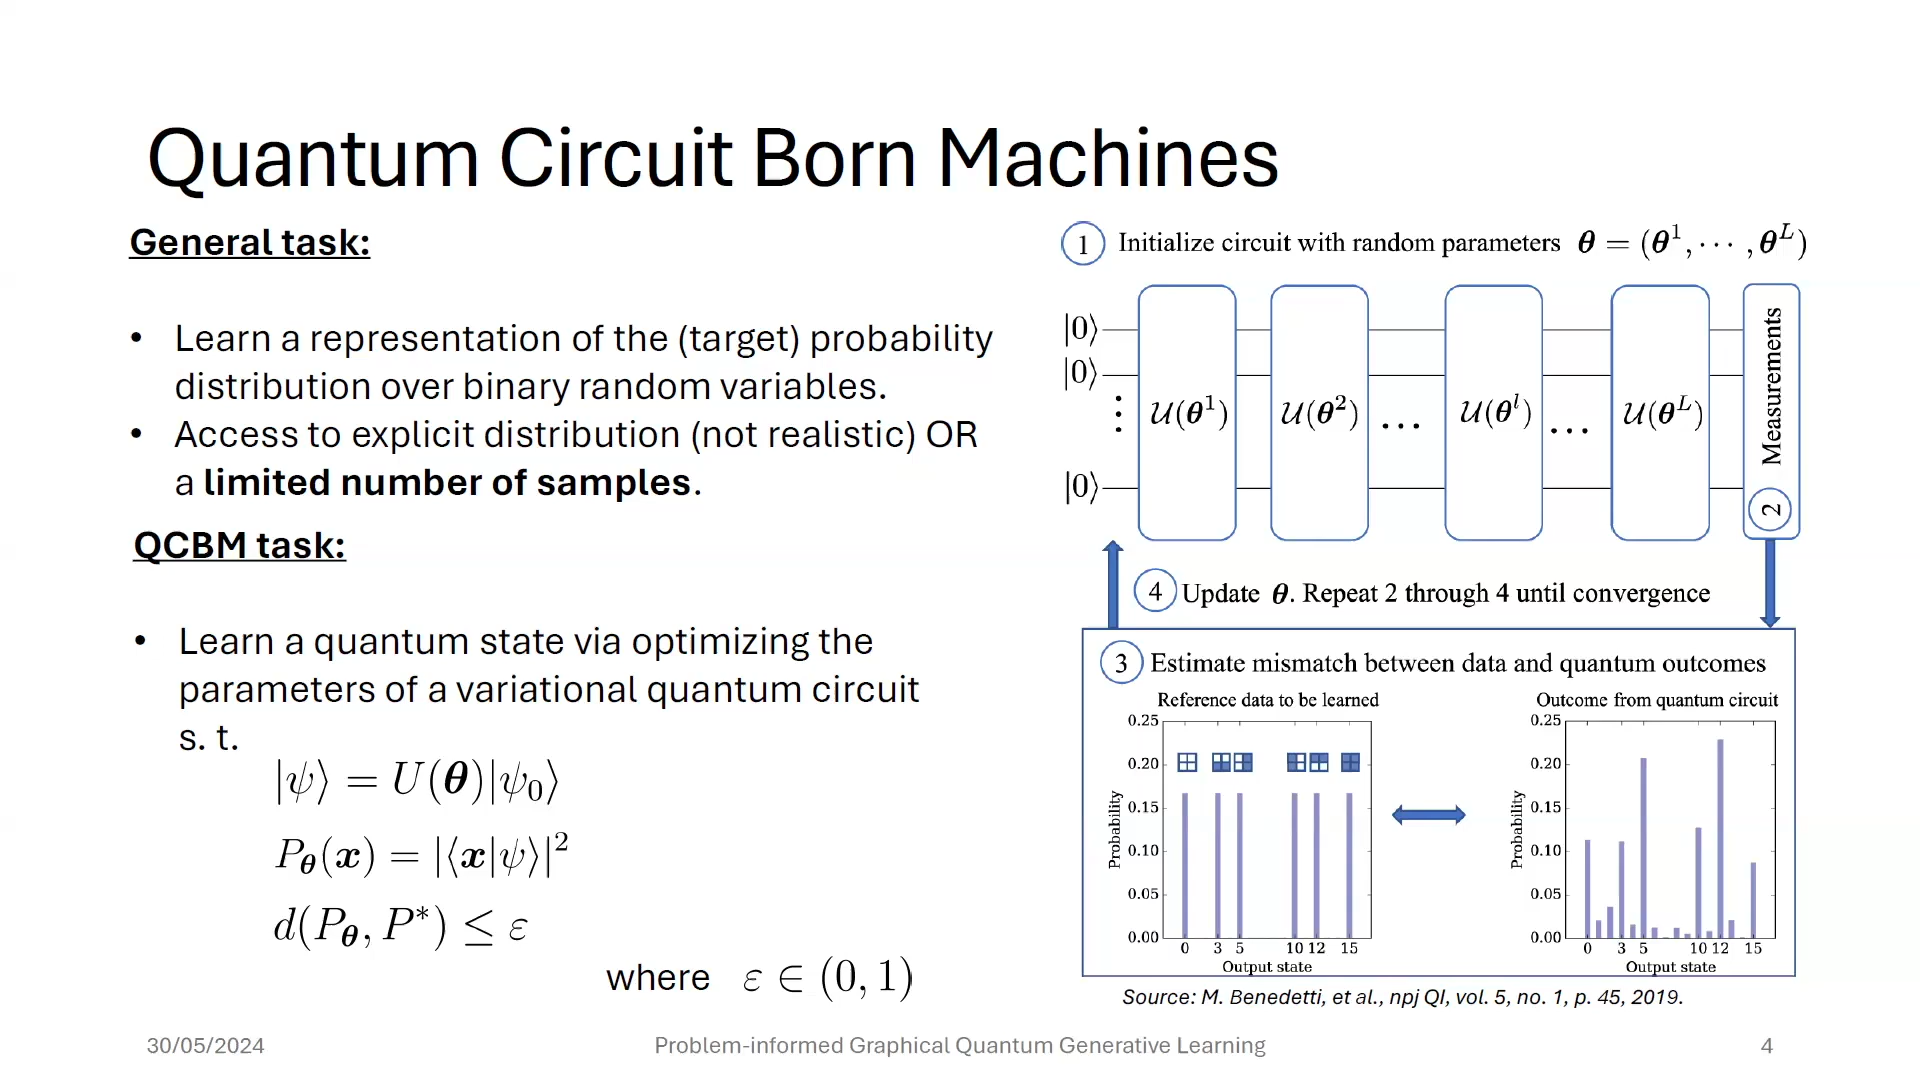 Quantum Circuit Born Machines
General task:
• Learn a representation of the (target) probability
distribution over binary random variables.
• Access to explicit distribution (not realistic) OR
a limited number of samples.
QCBM task:
• Learn a quantum state via optimizing the
parameters of a variational quantum circuit
s. t.
|ψ⟩ = U(θ)|ψ₀⟩
P_θ(x) = |⟨x|ψ⟩|²
d(P_θ, P*) ≤ ε
where ε ∈ (0, 1)
1 Initialize circuit with random parameters θ = (θ¹, ⋯ , θᴸ)
|0⟩
|0⟩
⋮
|0⟩
𝒰(θ¹) 𝒰(θ²) … 𝒰(θˡ) … 𝒰(θᴸ)
Measurements
2
4 Update θ. Repeat 2 through 4 until convergence
3 Estimate mismatch between data and quantum outcomes
Reference data to be learned
0.25
0.20
0.15
0.10
0.05
0.00
Probability
0 3 5 10 12 15
Output state
Outcome from quantum circuit
0.25
0.20
0.15
0.10
0.05
0.00
Probability
0 3 5 10 12 15
Output state
Source: M. Benedetti, et al., npj QI, vol. 5, no. 1, p. 45, 2019.
30/05/2024
Problem-informed Graphical Quantum Generative Learning
4